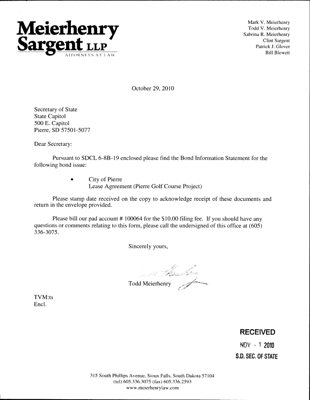 Meierhenry
Sargent LLP
ATTORNEYS AT LAW
Mark V. Meierhenry
Todd V. Meierhenry
Sabrina R. Meierhenry
Clint Sargent
Patrick J. Glover
Bill Blewett
October 29, 2010
Secretary of State
State Capitol
500 E. Capitol
Pierre, SD 57501-5077
Dear Secretary:
Pursuant to SDCL 6-8B-19 enclosed please find the Bond Information Statement for the
following bond issue:
• City of Pierre
Lease Agreement (Pierre Golf Course Project)
Please stamp date received on the copy to acknowledge receipt of these documents and
return in the envelope provided.
Please bill our pad account # 100064 for the $10.00 filing fee. If you should have any
questions or comments relating to this form, please call the undersigned of this office at (605)
336-3075.
Sincerely yours,
Todd Meierhenry
TVM:ts
Encl.
RECEIVED
NOV - 1 2010
S.D. SEC. OF STATE
315 South Phillips Avenue, Sioux Falls, South Dakota 57104
(tel) 605.336.3075 (fax) 605.336.2593
www.meierhenrylaw.com